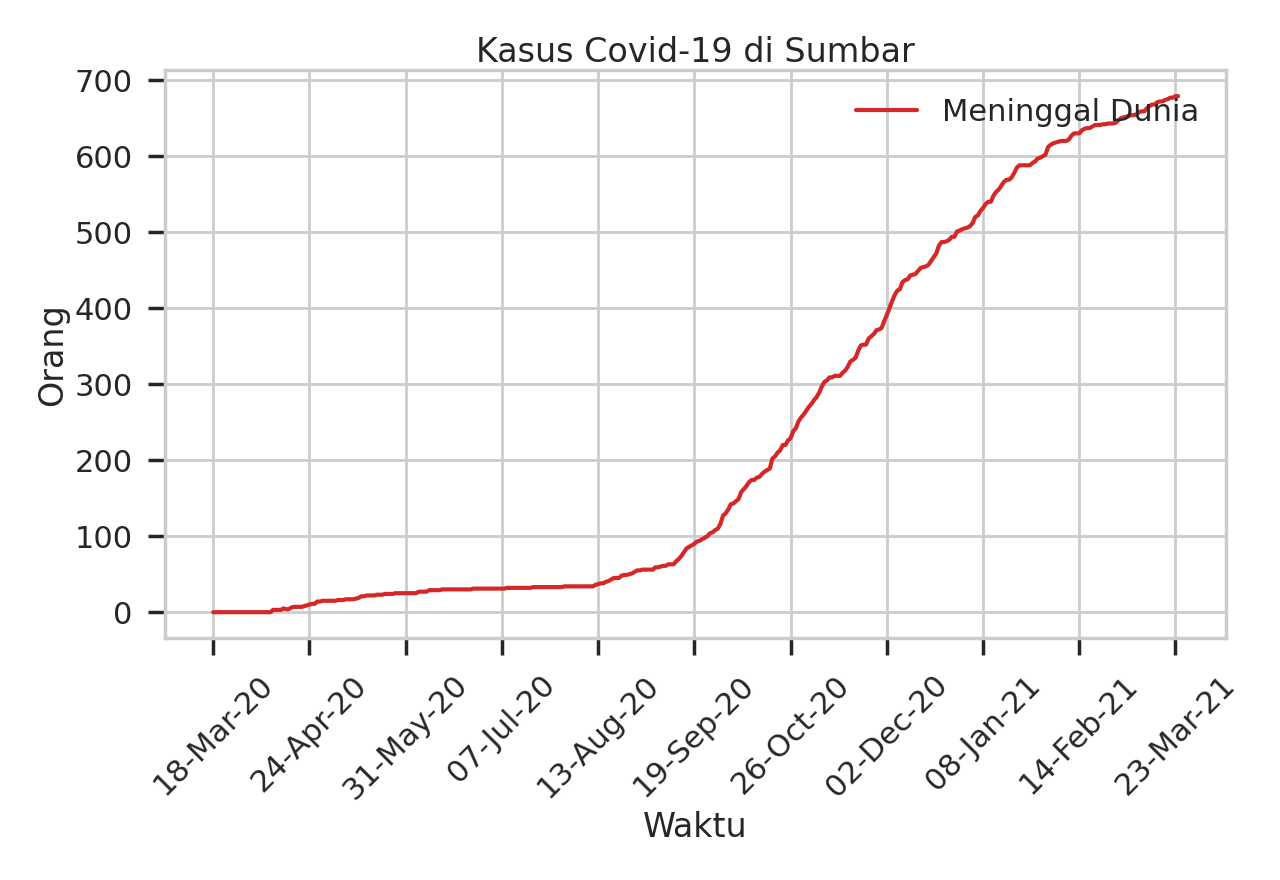 Kasus Covid-19 di Sumbar
Meninggal Dunia
Orang
700
600
500
400
300
200
100
0
18-Mar-20
24-Apr-20
31-May-20
07-Jul-20
13-Aug-20
19-Sep-20
26-Oct-20
02-Dec-20
08-Jan-21
14-Feb-21
23-Mar-21
Waktu